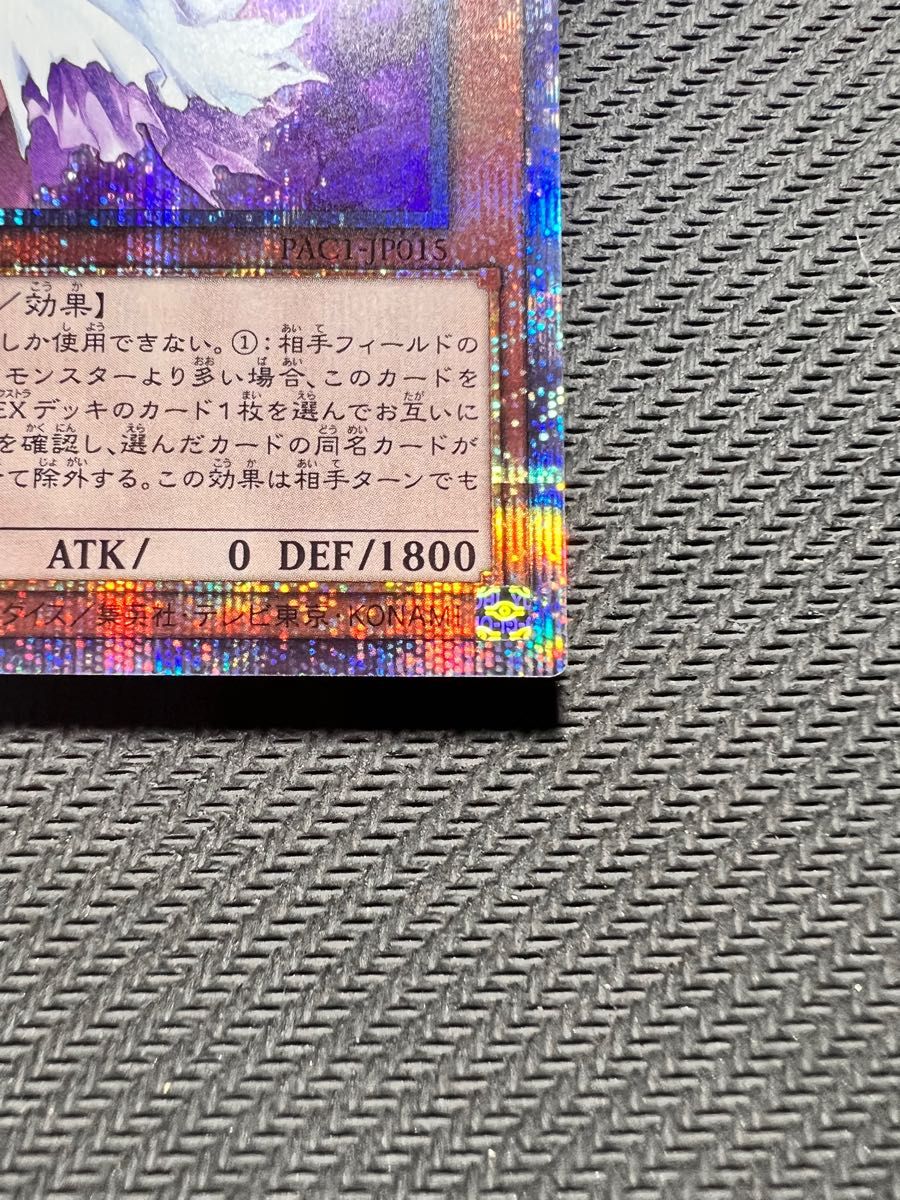 PAC1-JP015
／効果】
しか使用できない。①：相手フィールドの
モンスターより多い場合、このカードを
EXデッキのカード1枚を選んでお互いに
を確認し、選んだカードの同名カードが
て除外する。この効果は相手ターンでも
ATK/ 0 DEF/1800
ダイス／集英社・テレビ東京・KONAMI